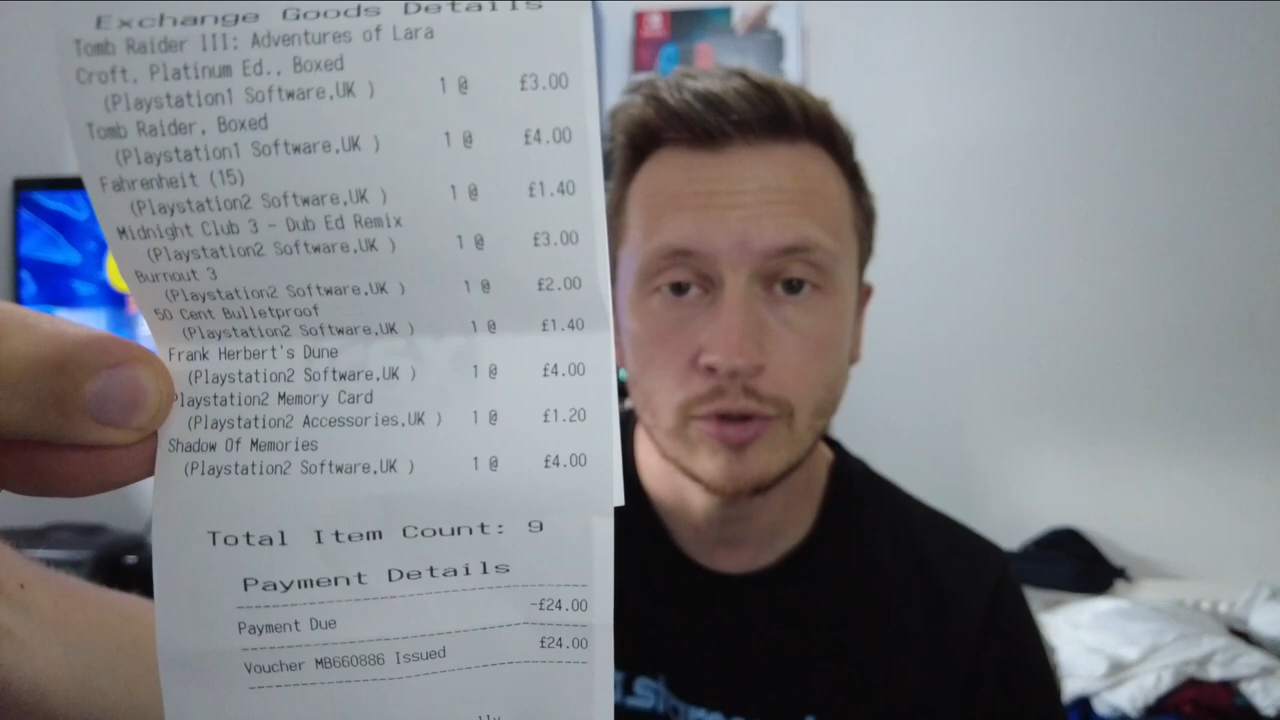 Exchange Goods Details
Tomb Raider III: Adventures of Lara
Croft, Platinum Ed., Boxed
(Playstation1 Software,UK ) 1 @ £3.00
Tomb Raider, Boxed
(Playstation1 Software,UK ) 1 @ £4.00
Fahrenheit (15)
(Playstation2 Software,UK ) 1 @ £1.40
Midnight Club 3 - Dub Ed Remix
(Playstation2 Software,UK ) 1 @ £3.00
Burnout 3
(Playstation2 Software,UK ) 1 @ £2.00
50 Cent Bulletproof
(Playstation2 Software,UK ) 1 @ £1.40
Frank Herbert's Dune
(Playstation2 Software,UK ) 1 @ £4.00
Playstation2 Memory Card
(Playstation2 Accessories,UK ) 1 @ £1.20
Shadow Of Memories
(Playstation2 Software,UK ) 1 @ £4.00
Total Item Count: 9
Payment Details
-£24.00
Payment Due
£24.00
Voucher MB660886 Issued